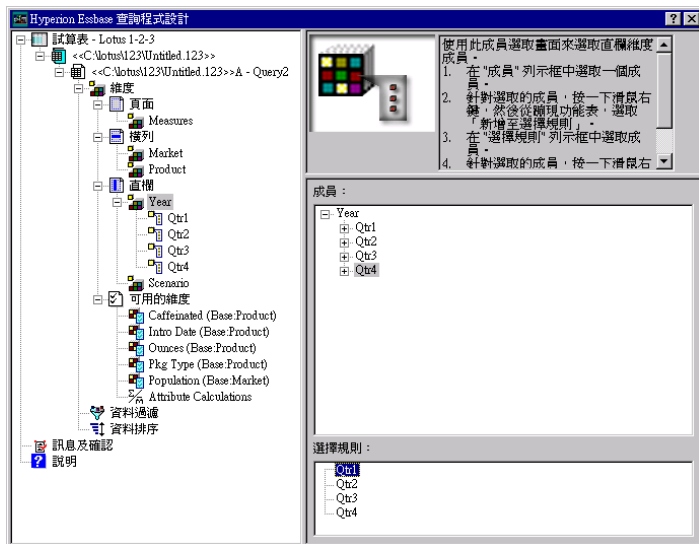 Hyperion Essbase 查詢程式設計
試算表 - Lotus 1-2-3
<<C:\lotus\123\Untitled.123>>
<<C:\lotus\123\Untitled.123>>A - Query2
維度
頁面
Measures
橫列
Market
Product
直欄
Year
Qtr1
Qtr2
Qtr3
Qtr4
Scenario
可用的維度
Caffeinated (Base:Product)
Intro Date (Base:Product)
Ounces (Base:Product)
Pkg Type (Base:Product)
Population (Base:Market)
Attribute Calculations
資料過濾
資料排序
訊息及確認
說明
使用此成員選取畫面來選取直欄維度
成員。
1. 在"成員"列示框中選取一個成
員。
2. 針對選取的成員，按一下滑鼠右
鍵，然後從蹦現功能表，選取
「新增至選擇規則」。
3. 在"選擇規則"列示框中選取成
員。
4. 針對選取的成員，按一下滑鼠右
成員：
Year
Qtr1
Qtr2
Qtr3
Qtr4
選擇規則：
Qtr1
Qtr2
Qtr3
Qtr4